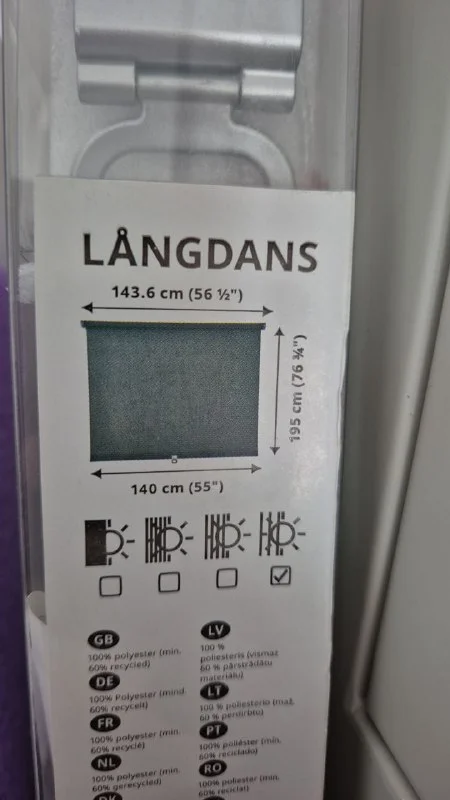 LÅNGDANS
143.6 cm (56 ½")
195 cm (76 ¾")
140 cm (55")
GB
100% polyester (min.
60% recycled)
DE
100% Polyester (mind.
60% recycelt)
FR
100% polyester (min.
60% recyclé)
NL
100% polyester (min.
60% gerecycled)
DK
LV
100 %
poliesteris (vismaz
60 % pārstrādātu
materiālu)
LT
100 % poliesterio (maž.
60 % perdirbto)
PT
100% poliéster (mín.
60% reciclado)
RO
100% poliester (min.
60% reciclat)